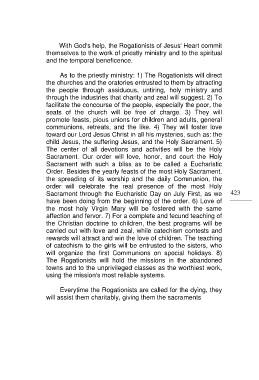 With God's help, the Rogationists of Jesus' Heart commit
themselves to the work of priestly ministry and to the spiritual
and the temporal beneficence.
As to the priestly ministry: 1) The Rogationists will direct
the churches and the oratories entrusted to them by attracting
the people through assiduous, untiring, holy ministry and
through the industries that charity and zeal will suggest. 2) To
facilitate the concourse of the people, especially the poor, the
seats of the church will be free of charge. 3) They will
promote feasts, pious unions for children and adults, general
communions, retreats, and the like. 4) They will foster love
toward our Lord Jesus Christ in all his mysteries, such as: the
child Jesus, the suffering Jesus, and the Holy Sacrament. 5)
The center of all devotions and activities will be the Holy
Sacrament. Our order will love, honor, and court the Holy
Sacrament with such a bliss as to be called a Eucharistic
Order. Besides the yearly feasts of the most Holy Sacrament,
the spreading of its worship and the daily Communion, the
order will celebrate the real presence of the most Holy
Sacrament through the Eucharistic Day on July First, as we
have been doing from the beginning of the order. 6) Love of
the most holy Virgin Mary will be fostered with the same
affection and fervor. 7) For a complete and fecund teaching of
the Christian doctrine to children, the best programs will be
carried out with love and zeal, while catechism contests and
rewards will attract and win the love of children. The teaching
of catechism to the girls will be entrusted to the sisters, who
will organize the first Communions on special holidays. 8)
The Rogationists will hold the missions in the abandoned
towns and to the unprivileged classes as the worthiest work,
using the mission's most reliable systems.
Everytime the Rogationists are called for the dying, they
will assist them charitably, giving them the sacraments
423